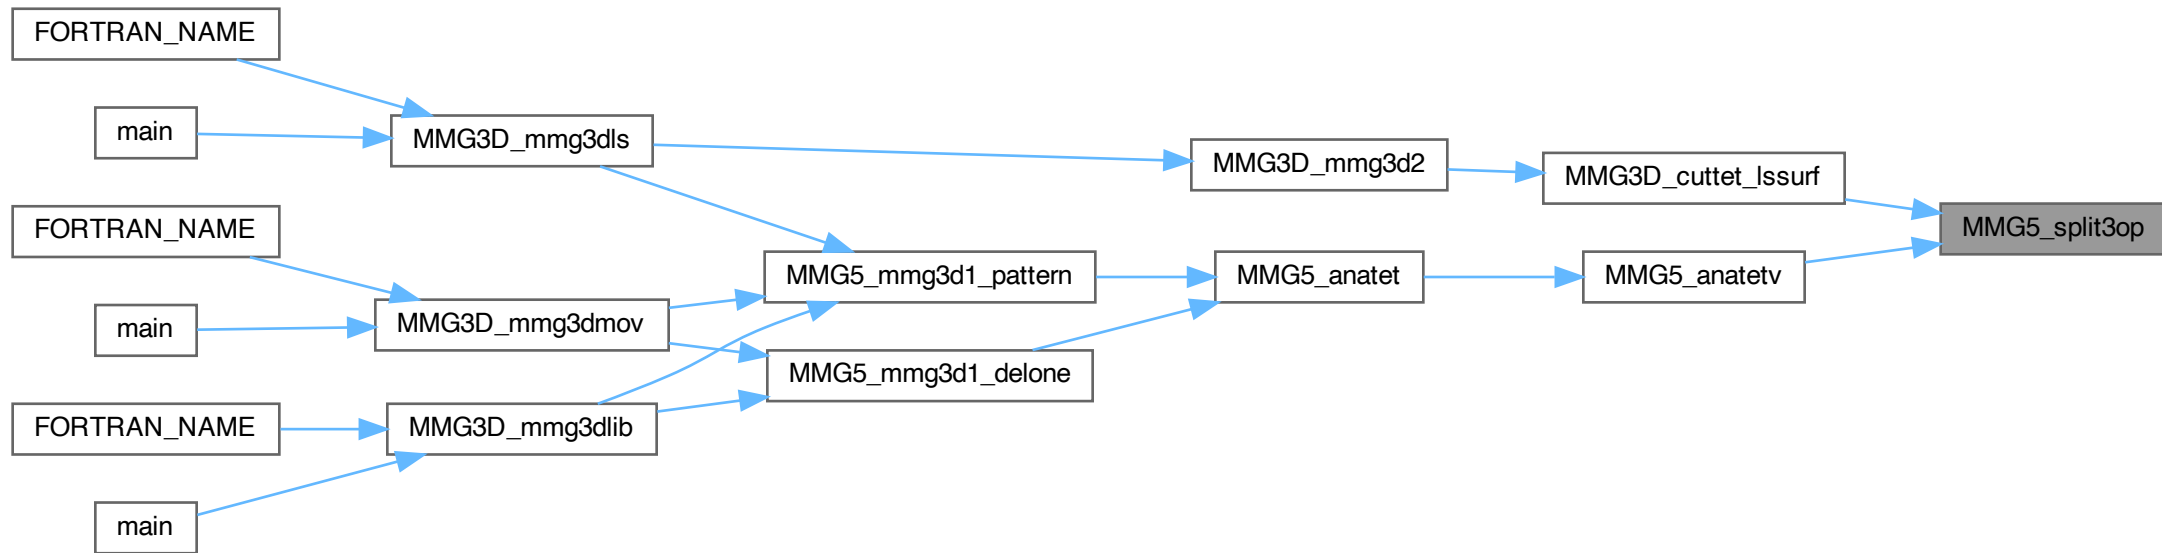 FORTRAN_NAME
main
MMG3D_mmg3dls
MMG3D_mmg3d2
MMG3D_cuttet_lssurf
MMG5_split3op
FORTRAN_NAME
main
MMG3D_mmg3dmov
MMG5_mmg3d1_pattern
MMG5_anatet
MMG5_anatetv
MMG5_mmg3d1_delone
FORTRAN_NAME
MMG3D_mmg3dlib
main